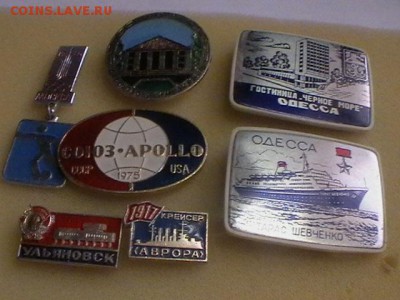 COINS.LAVE.RU
СОЮЗ-APOLLO
СССР
USA
1975
УЛЬЯНОВСК
1917
КРЕЙСЕР
(АВРОРА)
ГОСТИНИЦА „ЧЕРНОЕ МОРЕ"
ОДЕССА
ОДЕССА
ТАРАС ШЕВЧЕНКО